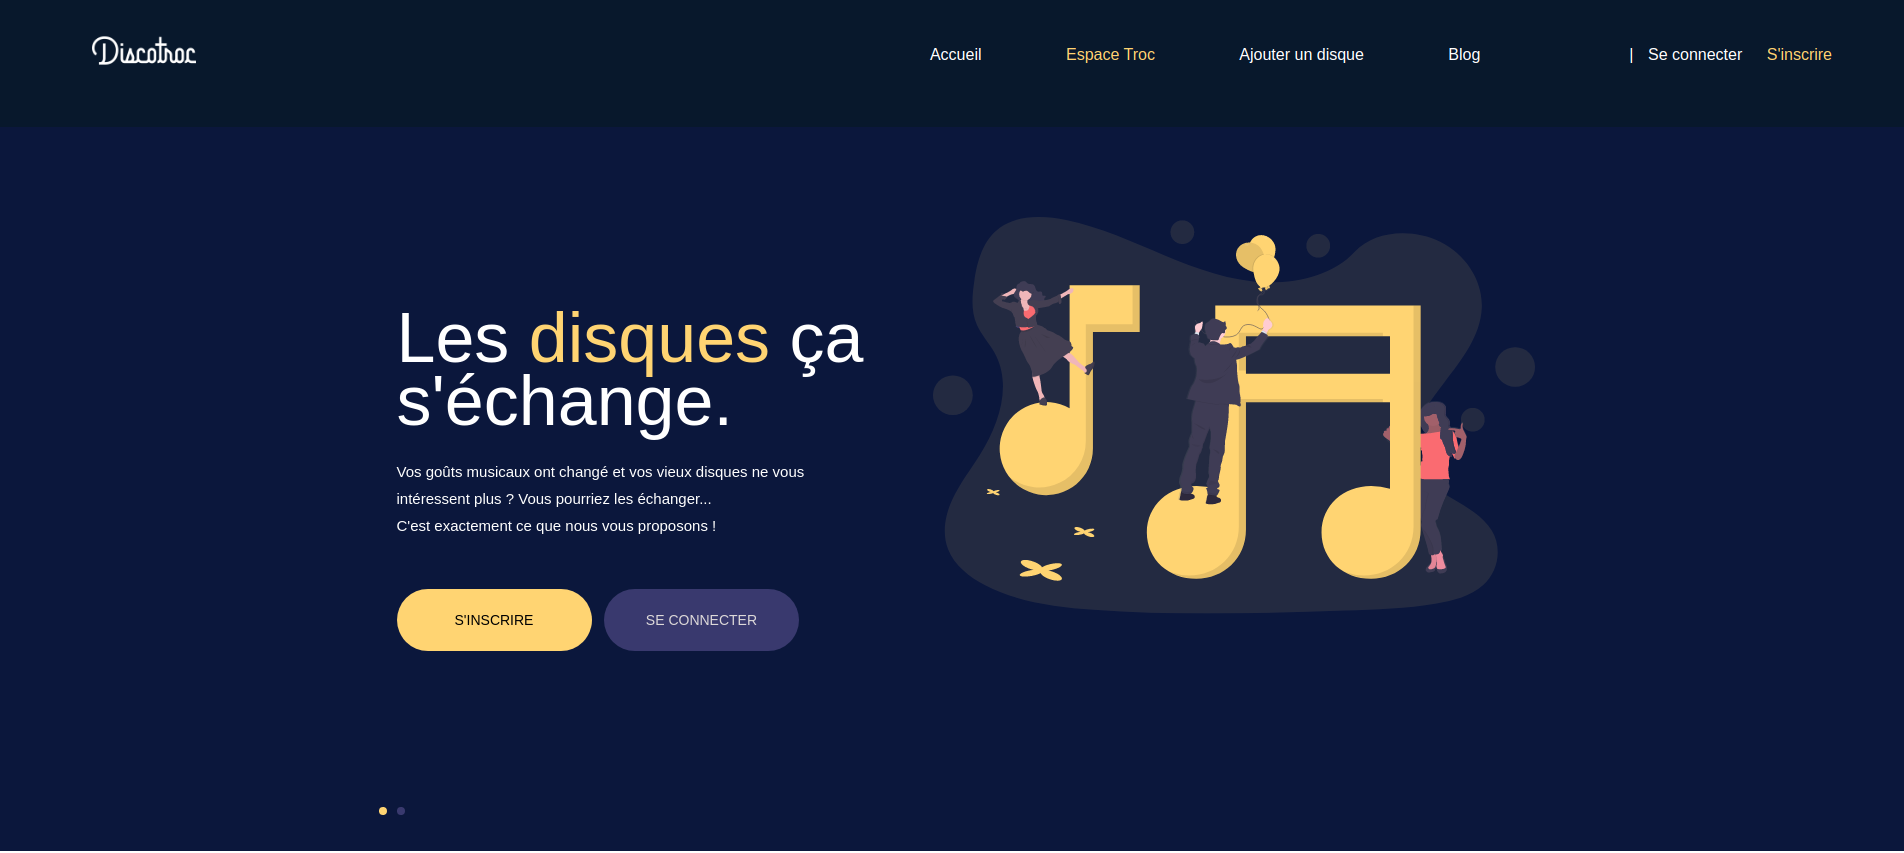 Discotroc
Accueil
Espace Troc
Ajouter un disque
Blog
|
Se connecter
S'inscrire
Les disques ça
s'échange.
Vos goûts musicaux ont changé et vos vieux disques ne vous
intéressent plus ? Vous pourriez les échanger...
C'est exactement ce que nous vous proposons !
S'INSCRIRE
SE CONNECTER